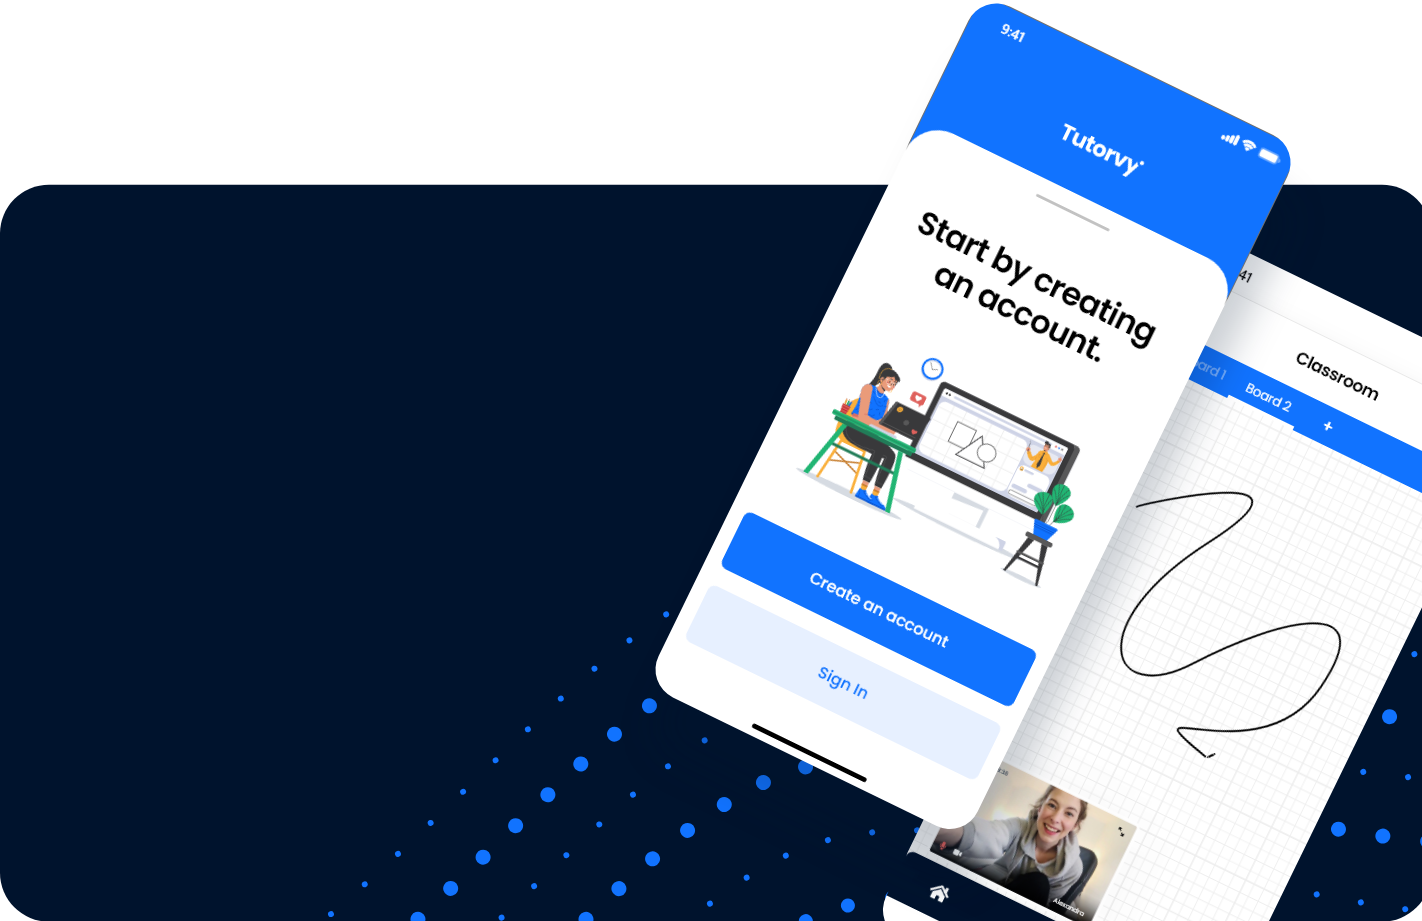 9:41
Tutorvy
Start by creating
an account.
Create an account
Sign In
41
Classroom
ard 1
Board 2
+
Alexandra